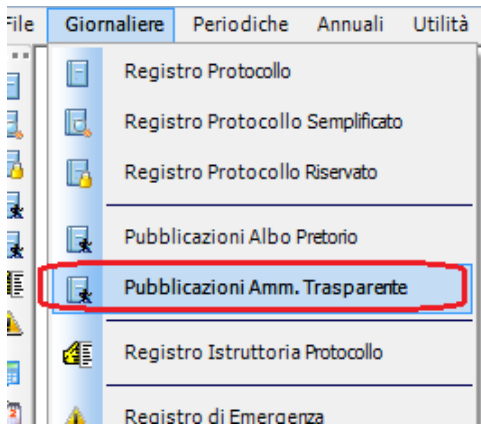 File Giornaliere Periodiche Annuali Utilità
Registro Protocollo
Registro Protocollo Semplificato
Registro Protocollo Riservato
Pubblicazioni Albo Pretorio
Pubblicazioni Amm. Trasparente
Registro Istruttoria Protocollo
Registro di Emergenza